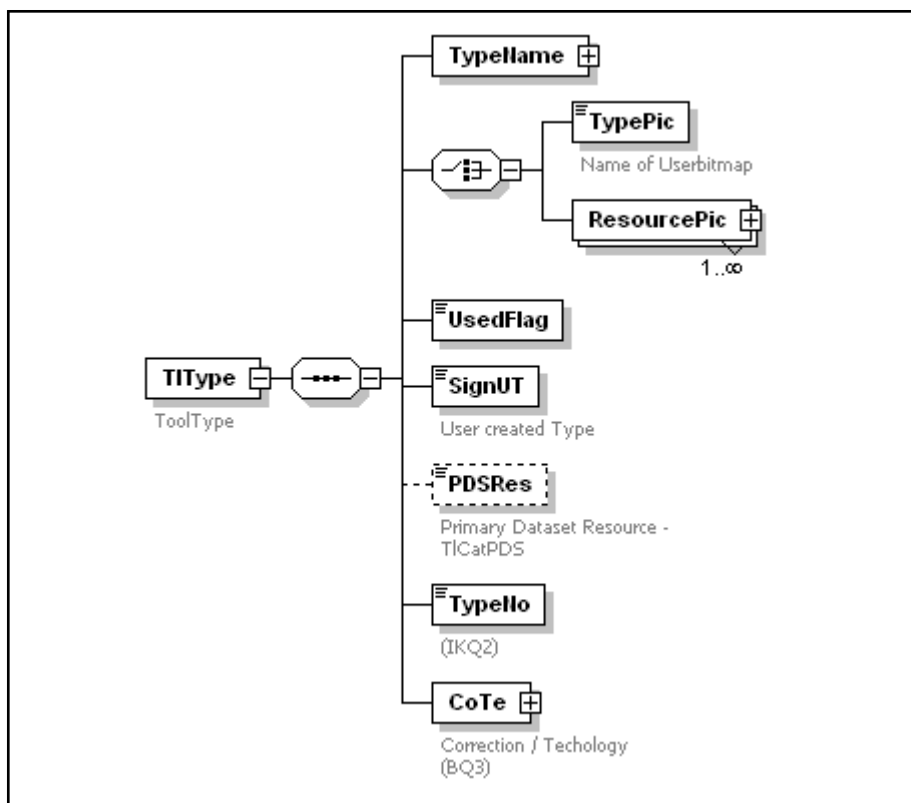 TypeName
TypePic
Name of Userbitmap
ResourcePic
1..∞
UsedFlag
TlType
ToolType
SignUT
User created Type
PDSRes
Primary Dataset Resource -
TlCatPDS
TypeNo
(IKQ2)
CoTe
Correction / Techology
(BQ3)